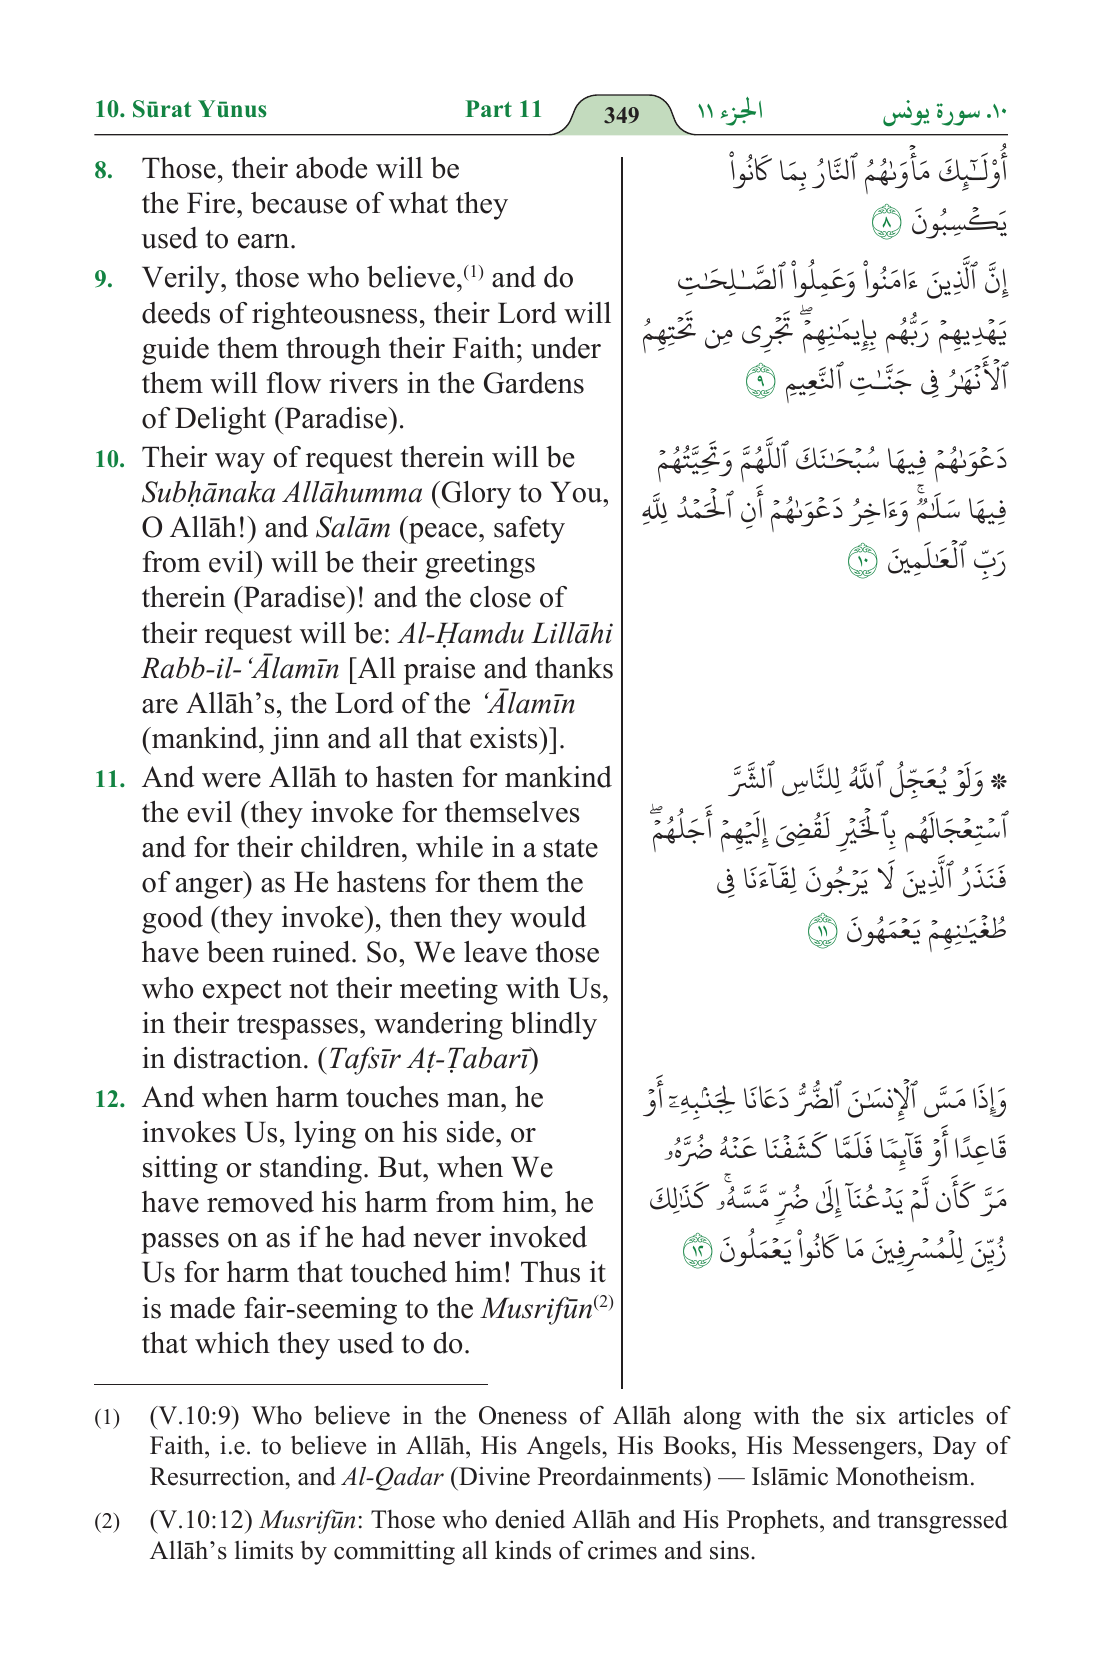 10. Sūrat Yūnus
Part 11
349
الجزء ١١
١٠. سورة يونس
8. Those, their abode will be
the Fire, because of what they
used to earn.
أُوْلَـٰٓئِكَ مَأۡوَىٰهُمُ ٱلنَّارُ بِمَا كَانُواْ
يَكۡسِبُونَ ٨
9. Verily, those who believe,(1) and do
deeds of righteousness, their Lord will
guide them through their Faith; under
them will flow rivers in the Gardens
of Delight (Paradise).
إِنَّ ٱلَّذِينَ ءَامَنُواْ وَعَمِلُواْ ٱلصَّـٰلِحَـٰتِ
يَهۡدِيهِمۡ رَبُّهُم بِإِيمَـٰنِهِمۡۖ تَجۡرِى مِن تَحۡتِهِمُ
ٱلۡأَنۡهَـٰرُ فِى جَنَّـٰتِ ٱلنَّعِيمِ ٩
10. Their way of request therein will be
Subḥānaka Allāhumma (Glory to You,
O Allāh!) and Salām (peace, safety
from evil) will be their greetings
therein (Paradise)! and the close of
their request will be: Al-Ḥamdu Lillāhi
Rabb-il-‘Ālamīn [All praise and thanks
are Allāh’s, the Lord of the ‘Ālamīn
(mankind, jinn and all that exists)].
دَعۡوَىٰهُمۡ فِيهَا سُبۡحَـٰنَكَ ٱللَّهُمَّ وَتَحِيَّتُهُمۡ
فِيهَا سَلَـٰمٌۚ وَءَاخِرُ دَعۡوَىٰهُمۡ أَنِ ٱلۡحَمۡدُ لِلَّهِ
رَبِّ ٱلۡعَـٰلَمِينَ ١٠
11. And were Allāh to hasten for mankind
the evil (they invoke for themselves
and for their children, while in a state
of anger) as He hastens for them the
good (they invoke), then they would
have been ruined. So, We leave those
who expect not their meeting with Us,
in their trespasses, wandering blindly
in distraction. (Tafsīr Aṭ-Ṭabarī)
* وَلَوۡ يُعَجِّلُ ٱللَّهُ لِلنَّاسِ ٱلشَّرَّ
ٱسۡتِعۡجَالَهُم بِٱلۡخَيۡرِ لَقُضِىَ إِلَيۡهِمۡ أَجَلُهُمۡۖ
فَنَذَرُ ٱلَّذِينَ لَا يَرۡجُونَ لِقَآءَنَا فِى
طُغۡيَـٰنِهِمۡ يَعۡمَهُونَ ١١
12. And when harm touches man, he
invokes Us, lying on his side, or
sitting or standing. But, when We
have removed his harm from him, he
passes on as if he had never invoked
Us for harm that touched him! Thus it
is made fair-seeming to the Musrifūn(2)
that which they used to do.
وَإِذَا مَسَّ ٱلۡإِنسَـٰنَ ٱلضُّرُّ دَعَانَا لِجَنۢبِهِۦٓ أَوۡ
قَاعِدًا أَوۡ قَآئِمٗا فَلَمَّا كَشَفۡنَا عَنۡهُ ضُرَّهُۥ
مَرَّ كَأَن لَّمۡ يَدۡعُنَآ إِلَىٰ ضُرّٖ مَّسَّهُۥۚ كَذَٰلِكَ
زُيِّنَ لِلۡمُسۡرِفِينَ مَا كَانُواْ يَعۡمَلُونَ ١٢
(1) (V.10:9) Who believe in the Oneness of Allāh along with the six articles of
Faith, i.e. to believe in Allāh, His Angels, His Books, His Messengers, Day of
Resurrection, and Al-Qadar (Divine Preordainments) — Islāmic Monotheism.
(2) (V.10:12) Musrifūn: Those who denied Allāh and His Prophets, and transgressed
Allāh’s limits by committing all kinds of crimes and sins.